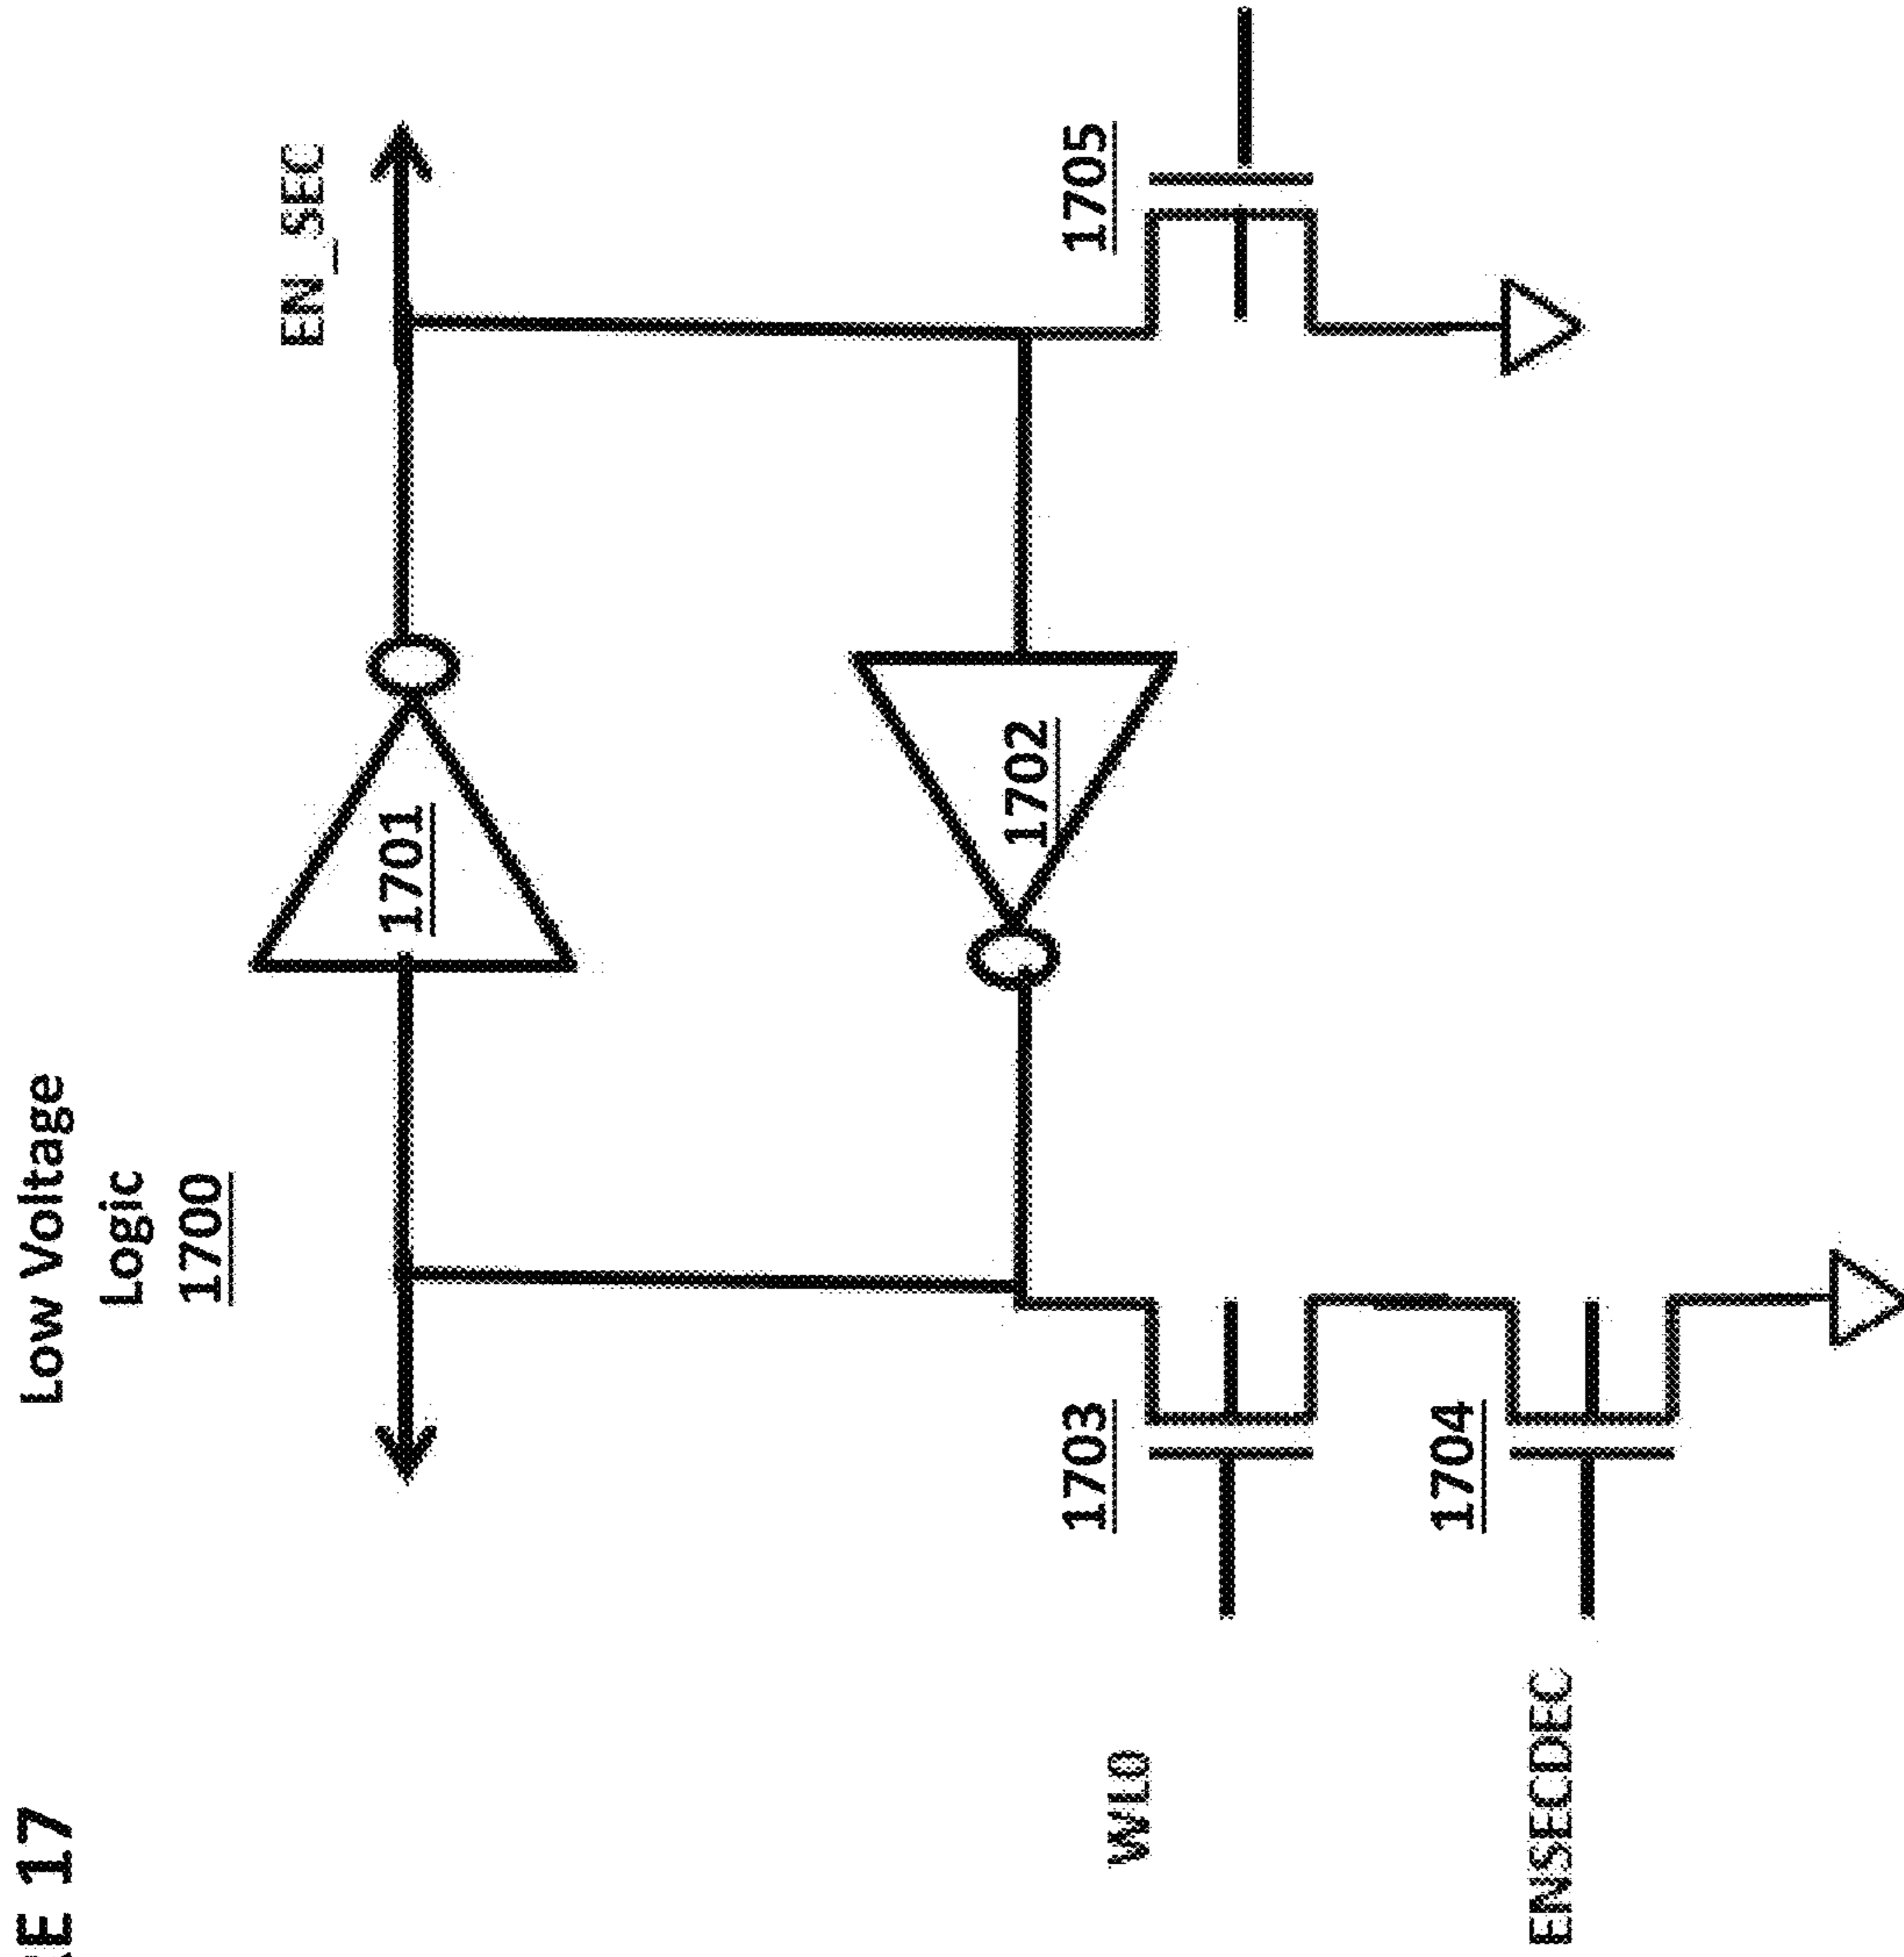 E 17
Low Voltage
Logic
1700
EN_SEC
1701
1702
1703
1705
WL0
1704
ENSECDEC